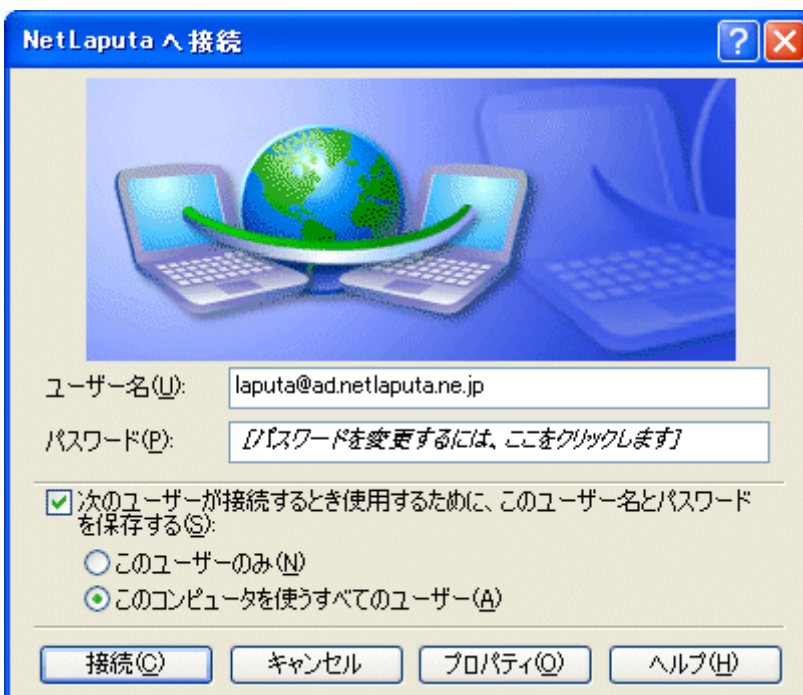 NetLaputa へ接続
ユーザー名(U):
laputa@ad.netlaputa.ne.jp
パスワード(P):
[パスワードを変更するには、ここをクリックします]
次のユーザーが接続するとき使用するために、このユーザー名とパスワード
を保存する(S):
このユーザーのみ(N)
このコンピュータを使うすべてのユーザー(A)
接続(C) キャンセル プロパティ(O) ヘルプ(H)